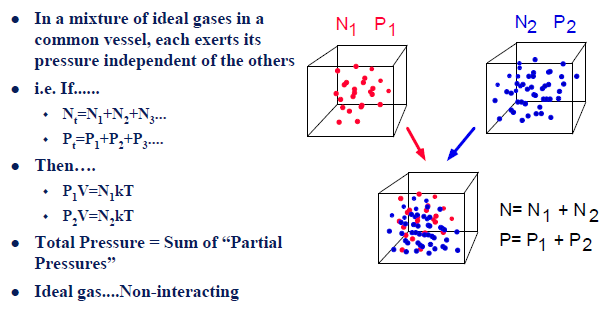 • In a mixture of ideal gases in a
common vessel, each exerts its
pressure independent of the others
• i.e. If......
• Nt=N1+N2+N3...
• Pt=P1+P2+P3....
• Then....
• P1V=N1kT
• P2V=N2kT
• Total Pressure = Sum of “Partial
Pressures”
• Ideal gas....Non-interacting
N1 P1
N2 P2
N= N1 + N2
P= P1 + P2